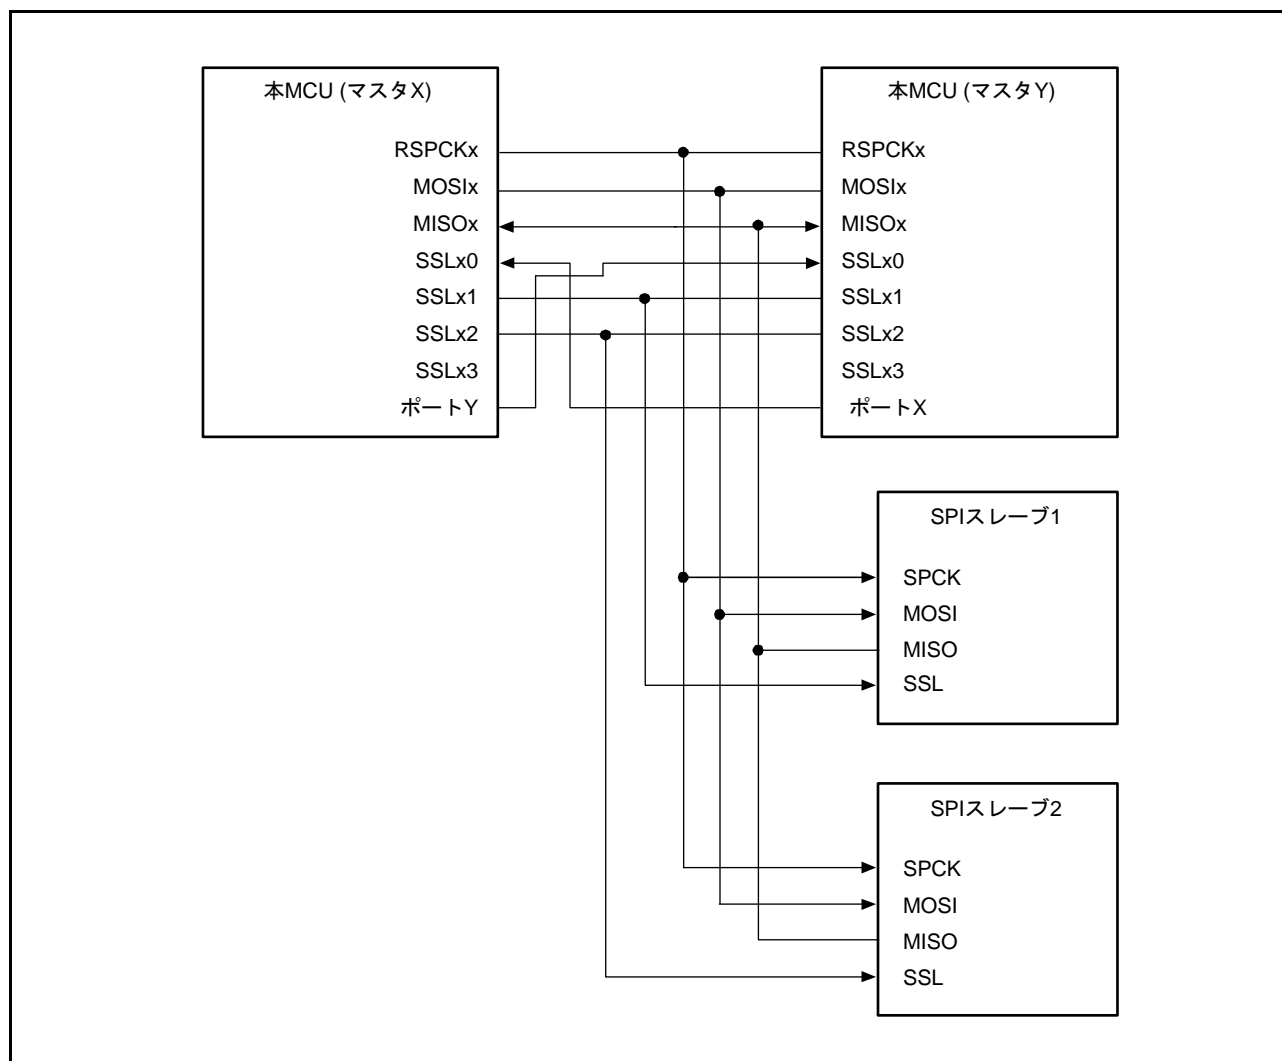 本MCU (マスタX)
RSPCKx
MOSIx
MISOx
SSLx0
SSLx1
SSLx2
SSLx3
ポートY
本MCU (マスタY)
RSPCKx
MOSIx
MISOx
SSLx0
SSLx1
SSLx2
SSLx3
ポートX
SPIスレーブ1
SPCK
MOSI
MISO
SSL
SPIスレーブ2
SPCK
MOSI
MISO
SSL